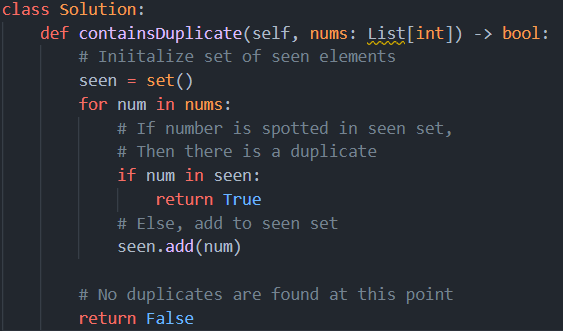 class Solution:
    def containsDuplicate(self, nums: List[int]) -> bool:
        # Iniitalize set of seen elements
        seen = set()
        for num in nums:
            # If number is spotted in seen set,
            # Then there is a duplicate
            if num in seen:
                return True
            # Else, add to seen set
            seen.add(num)

        # No duplicates are found at this point
        return False